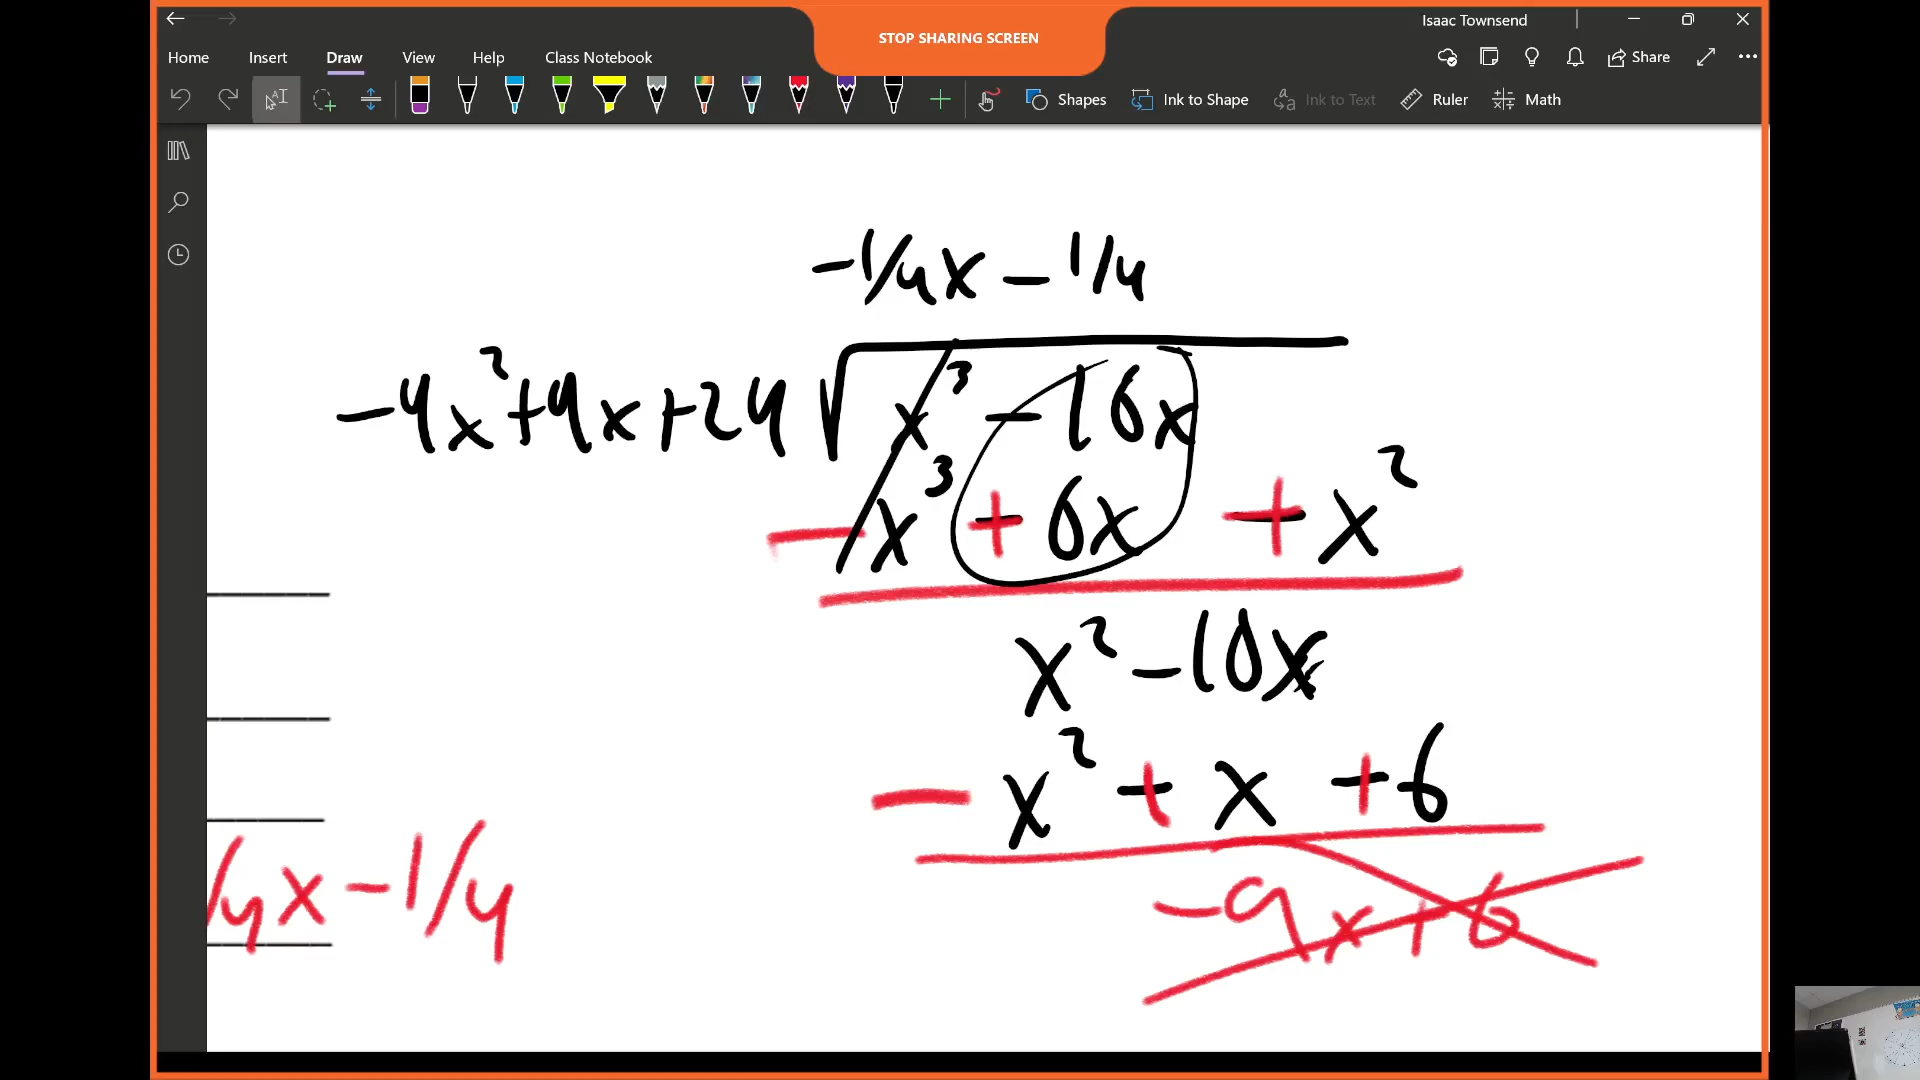 STOP SHARING SCREEN
Isaac Townsend
Home Insert Draw View Help Class Notebook
Share
Shapes Ink to Shape Ink to Text Ruler Math
-1/4x - 1/4
-4x²+4x+24 √ x³ - 16x
- x³ + 6x + x²
x² - 10x
- x² + x + 6
/4x - 1/4
-9x+6